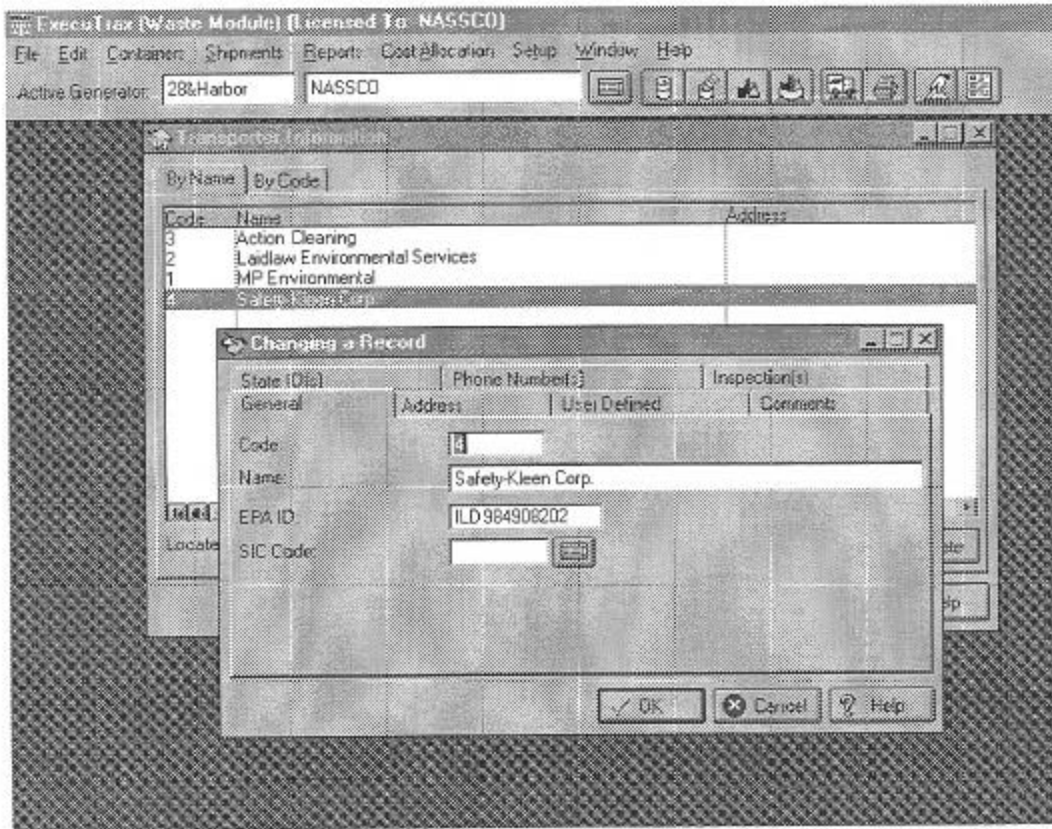 ExecuTrax (Waste Module) (Licensed To: NASSCO)
File Edit Containers Shipments Reports Cost Allocation Setup Window Help
Active Generator: 28&Harbor NASSCO
Transporter Information
By Name By Code
Code Name Address
3 Action Cleaning
2 Laidlaw Environmental Services
1 MP Environmental
4 Safety-Kleen Corp.
Changing a Record
State ID(s) Phone Number(s) Inspection(s)
General Address User Defined Comments
Code: 4
Name: Safety-Kleen Corp.
EPA ID: ILD984908202
SIC Code:
Locate
OK Cancel Help